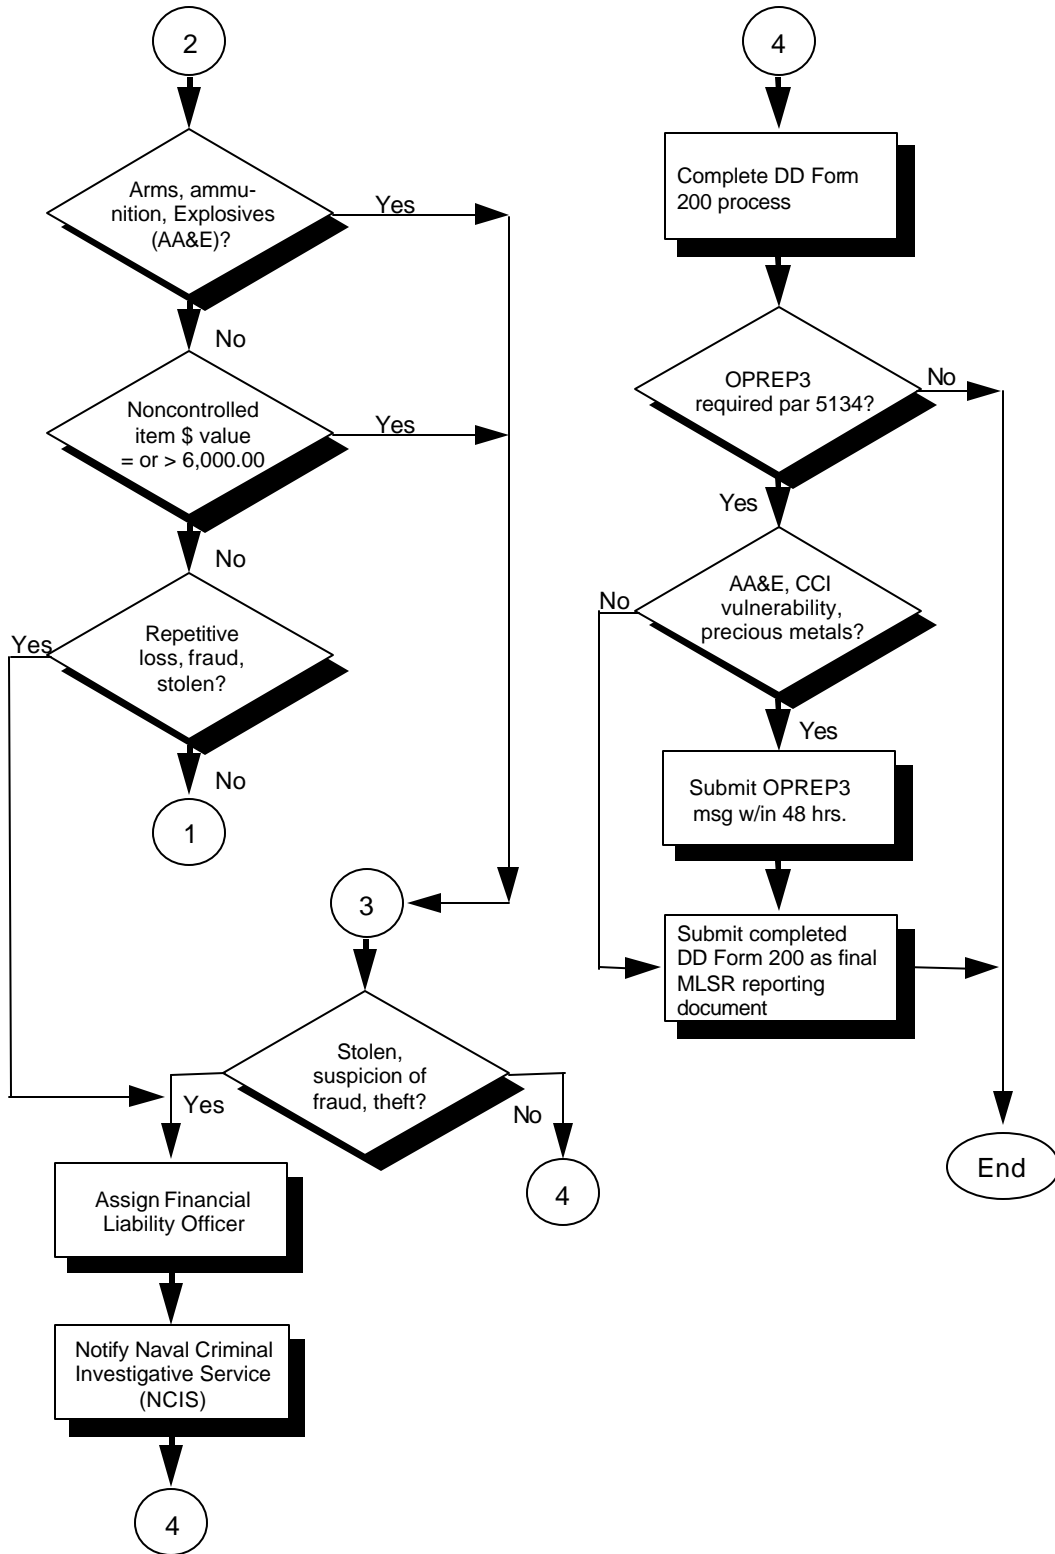 2
Arms, ammu-
nition, Explosives
(AA&E)?
Yes
No
Noncontrolled
item $ value
= or > 6,000.00
Yes
No
Repetitive
loss, fraud,
stolen?
Yes
No
1
3
Stolen,
suspicion of
fraud, theft?
Yes
No
4
Assign Financial
Liability Officer
Notify Naval Criminal
Investigative Service
(NCIS)
4
4
Complete DD Form
200 process
OPREP3
required par 5134?
No
Yes
AA&E, CCI
vulnerability,
precious metals?
No
Yes
Submit OPREP3
msg w/in 48 hrs.
Submit completed
DD Form 200 as final
MLSR reporting
document
End